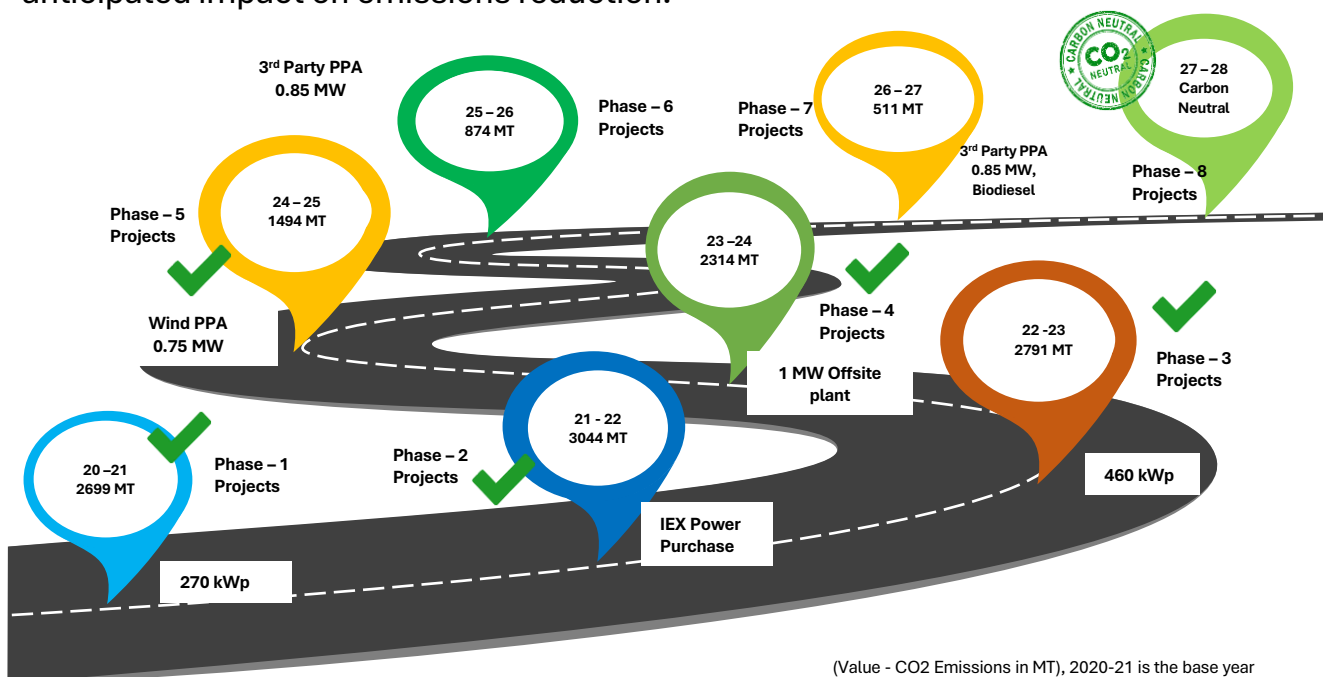 anticipated impact on emissions reduction.
3rd Party PPA
0.85 MW
25 – 26
874 MT
Phase – 6
Projects
Phase – 7
Projects
26 – 27
511 MT
3rd Party PPA
0.85 MW,
Biodiesel
CARBON NEUTRAL
CO2
NEUTRAL
CARBON NEUTRAL
27 – 28
Carbon
Neutral
Phase – 8
Projects
Phase – 5
Projects
24 – 25
1494 MT
Wind PPA
0.75 MW
23 –24
2314 MT
Phase – 4
Projects
1 MW Offsite
plant
22 -23
2791 MT
Phase – 3
Projects
460 kWp
20 –21
2699 MT
Phase – 1
Projects
270 kWp
Phase – 2
Projects
21 - 22
3044 MT
IEX Power
Purchase
(Value - CO2 Emissions in MT), 2020-21 is the base year